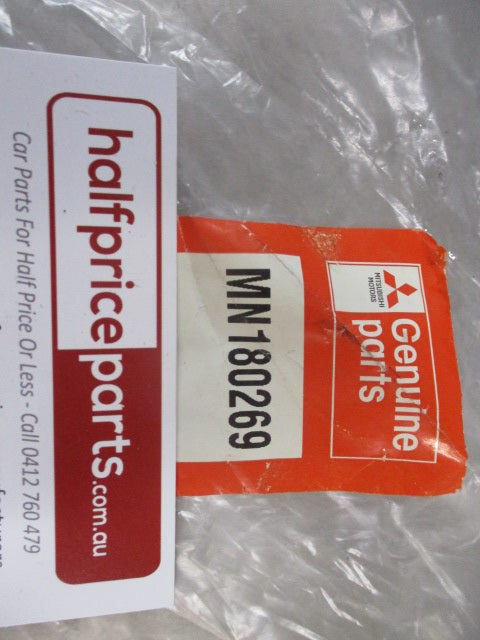 MITSUBISHI
MOTORS
Genuine
parts
MN180269
halfpriceparts.com.au
Car Parts For Half Price Or Less - Call 0412 760 479